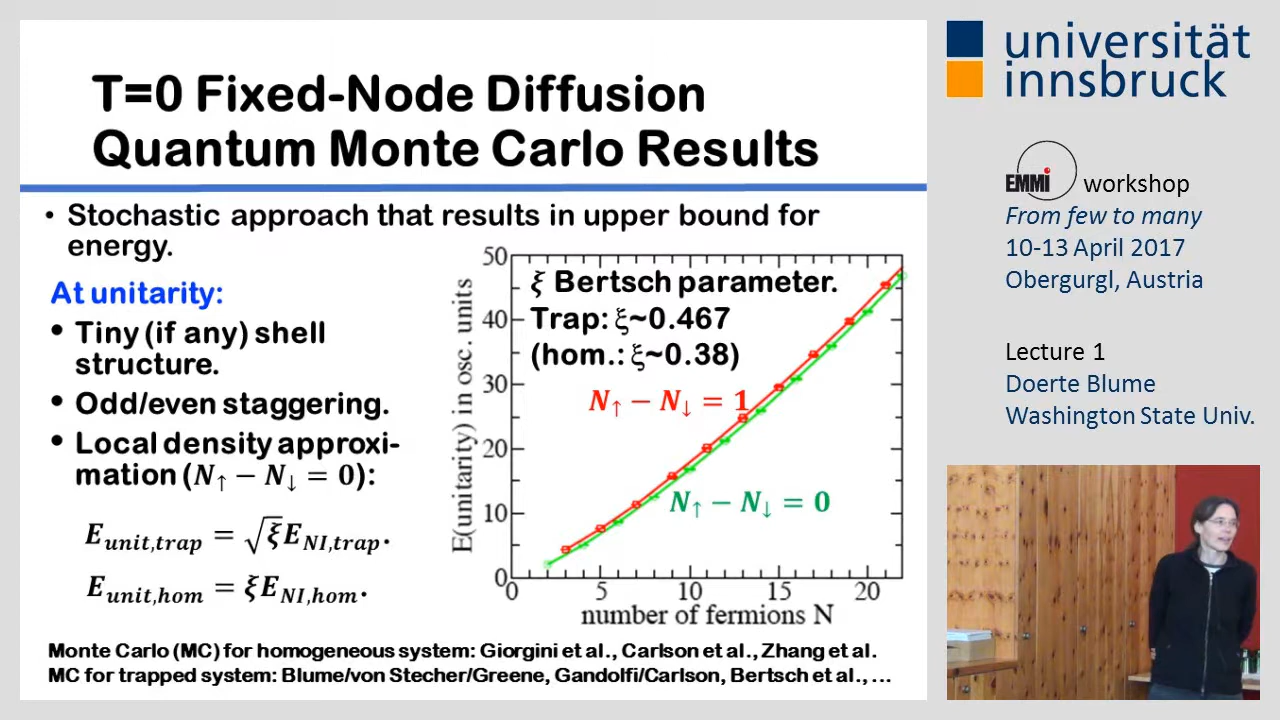 T=0 Fixed-Node Diffusion
Quantum Monte Carlo Results
• Stochastic approach that results in upper bound for
energy.
At unitarity:
• Tiny (if any) shell
structure.
• Odd/even staggering.
• Local density approxi-
mation (N↑ − N↓ = 0):
E_unit,trap = √ξE_NI,trap.
E_unit,hom = ξE_NI,hom.
E(unitarity) in osc. units
50
40
30
20
10
0
ξ Bertsch parameter.
Trap: ξ~0.467
(hom.: ξ~0.38)
N↑ − N↓ = 1
N↑ − N↓ = 0
0 5 10 15 20
number of fermions N
Monte Carlo (MC) for homogeneous system: Giorgini et al., Carlson et al., Zhang et al.
MC for trapped system: Blume/von Stecher/Greene, Gandolfi/Carlson, Bertsch et al., …
universität
innsbruck
EMMi workshop
From few to many
10-13 April 2017
Obergurgl, Austria
Lecture 1
Doerte Blume
Washington State Univ.